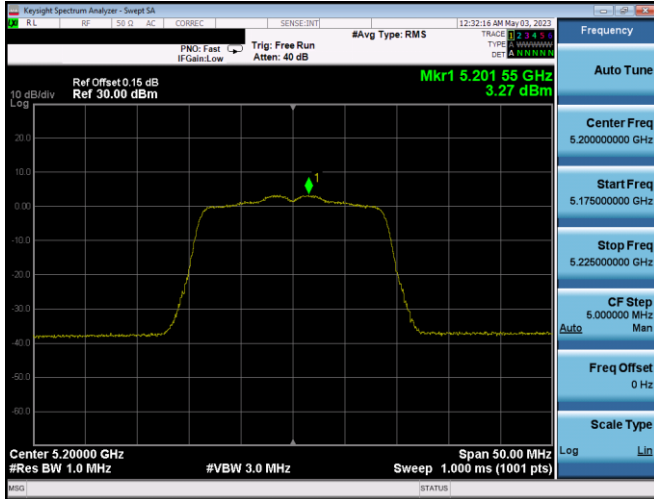 Keysight Spectrum Analyzer - Swept SA
RL RF 50 Ω AC CORREC SENSE:INT 12:32:16 AM May 03, 2023
#Avg Type: RMS TRACE 1 2 3 4 5 6
PNO: Fast Trig: Free Run TYPE A WWWWW
IFGain:Low Atten: 40 dB DET A N N N N N
Mkr1 5.201 55 GHz
3.27 dBm
Ref Offset 0.15 dB
10 dB/div Ref 30.00 dBm
Log
1
20.0
10.0
0.00
-10.0
-20.0
-30.0
-40.0
-50.0
-60.0
Center 5.20000 GHz Span 50.00 MHz
#Res BW 1.0 MHz #VBW 3.0 MHz Sweep 1.000 ms (1001 pts)
MSG STATUS
Frequency
Auto Tune
Center Freq
5.200000000 GHz
Start Freq
5.175000000 GHz
Stop Freq
5.225000000 GHz
CF Step
5.000000 MHz
Auto Man
Freq Offset
0 Hz
Scale Type
Log Lin